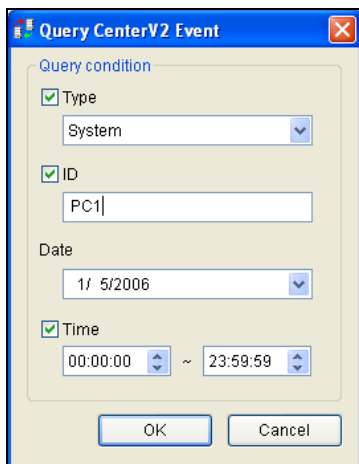 Query CenterV2 Event
Query condition
Type
System
ID
PC1
Date
1/ 5/2006
Time
00:00:00 ~ 23:59:59
OK Cancel